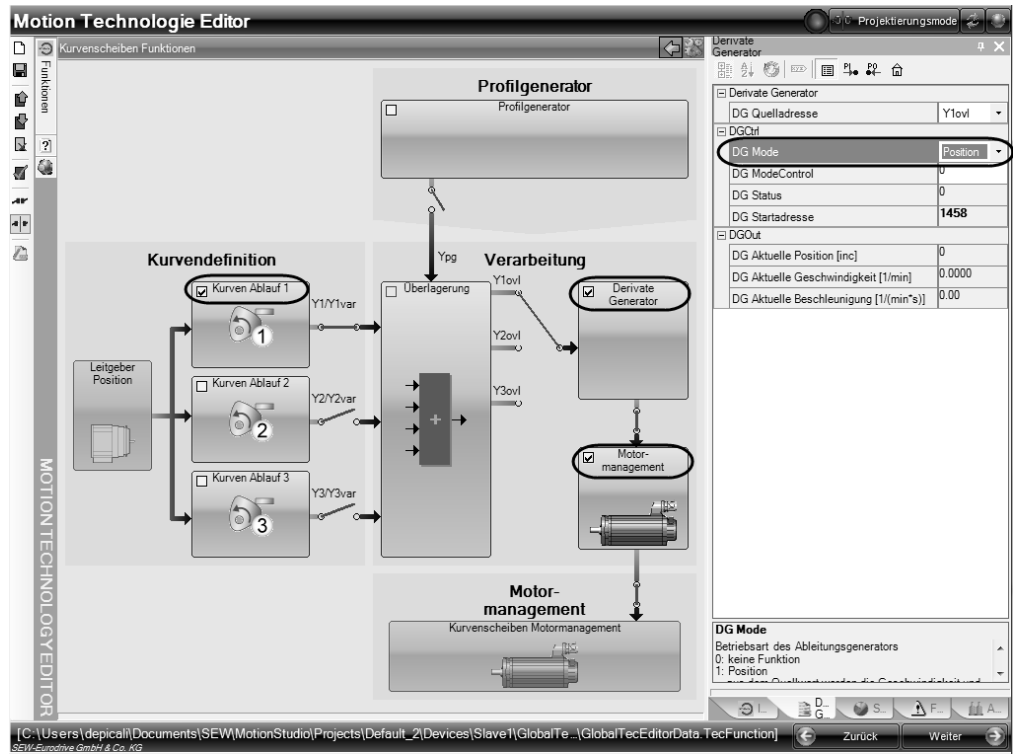 Motion Technologie Editor
Projektierungsmode
Kurvenscheiben Funktionen
Funktionen
MOTION TECHNOLOGY EDITOR
Profilgenerator
Profilgenerator
Ypg
Kurvendefinition
Verarbeitung
Kurven Ablauf 1
Y1/Y1var
1
Überlagerung
Y1ovl
Derivate
Generator
Leitgeber
Position
Kurven Ablauf 2
Y2/Y2var
2
Y2ovl
Y3ovl
Kurven Ablauf 3
Y3/Y3var
3
Motor-
management
Motor-
management
Kurvenscheiben Motormanagement
Derivate
Generator
Derivate Generator
DG Quelladresse Y1ovl
DGCtrl
DG Mode Position
DG ModeControl 0
DG Status 0
DG Startadresse 1458
DGOut
DG Aktuelle Position [inc] 0
DG Aktuelle Geschwindigkeit [1/min] 0.0000
DG Aktuelle Beschleunigung [1/(min*s)] 0.00
DG Mode
Betriebsart des Ableitungsgenerators
0: keine Funktion
1: Position
I...
D...
G...
S...
F...
A...
[C:\Users\depicali\Documents\SEW\MotionStudio\Projects\Default_2\Devices\Slave1\GlobalTe...\GlobalTecEditorData.TecFunction]
Zurück
Weiter
SEW-Eurodrive GmbH & Co. KG